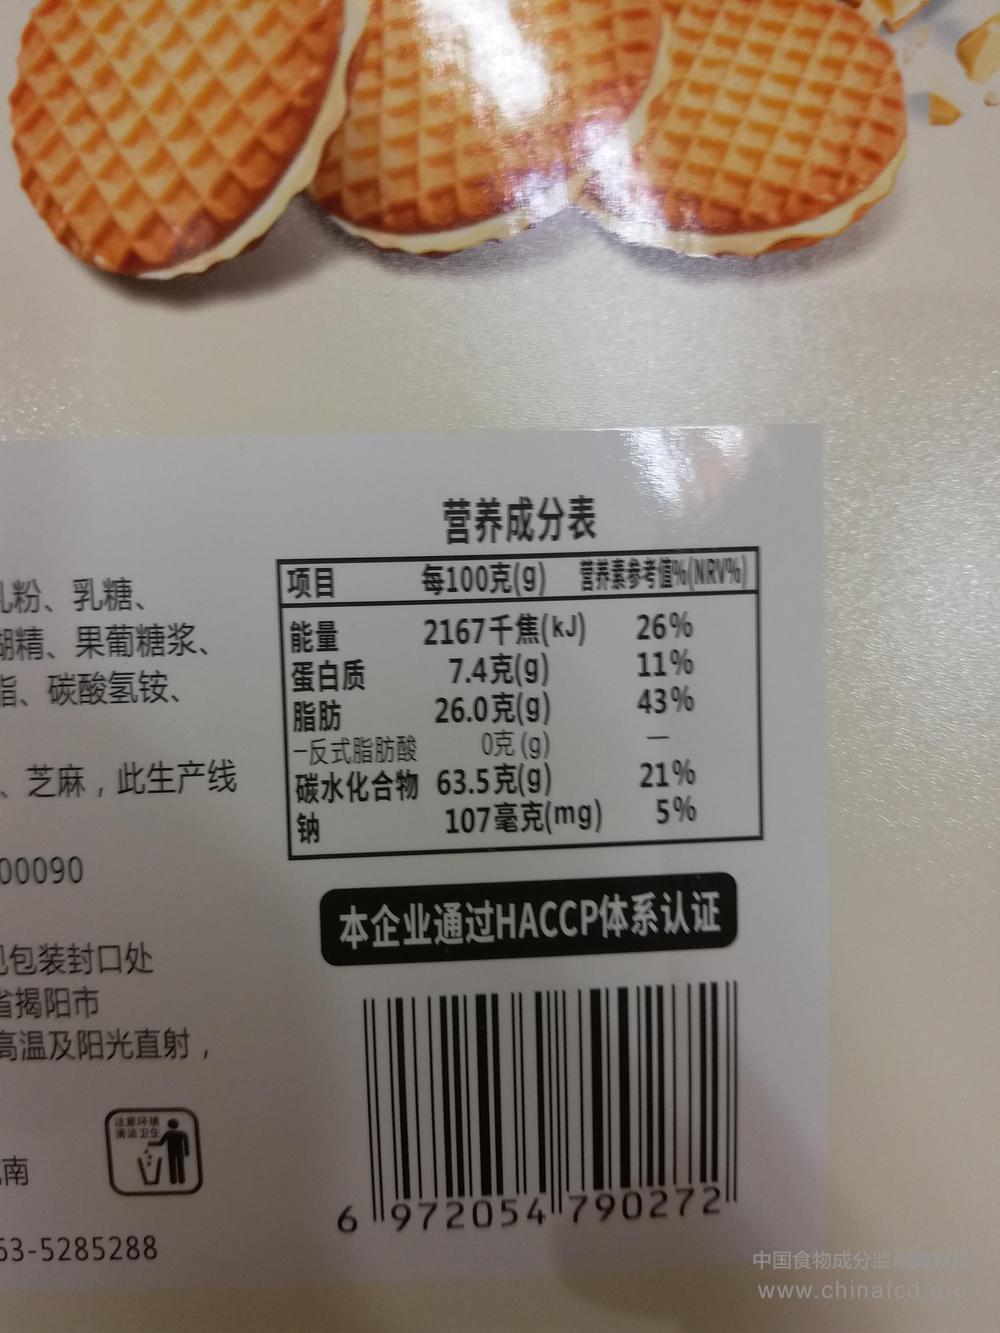 营养成分表
项目 每100克(g) 营养素参考值%(NRV%)
能量 2167千焦(kJ) 26%
蛋白质 7.4克(g) 11%
脂肪 26.0克(g) 43%
-反式脂肪酸 0克(g) —
碳水化合物 63.5克(g) 21%
钠 107毫克(mg) 5%
本企业通过HACCP体系认证
6 972054 790272
粉、乳糖、
精、果葡糖浆、
脂、碳酸氢铵、
、芝麻，此生产线
00090
包装封口处
省揭阳市
高温及阳光直射，
注意环境
清洁卫生
南
63-5285288
中国食物成分监测数据库
www.chinafcd.org